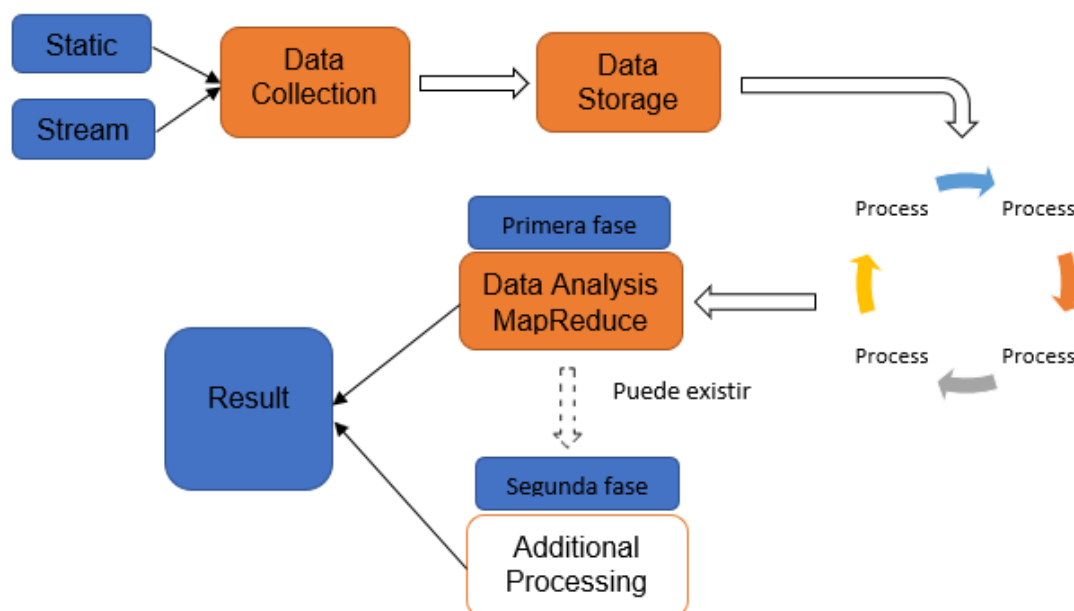 Static
Stream
Data
Collection
Data
Storage
Process
Process
Process
Process
Primera fase
Data Analysis
MapReduce
Puede existir
Result
Segunda fase
Additional
Processing